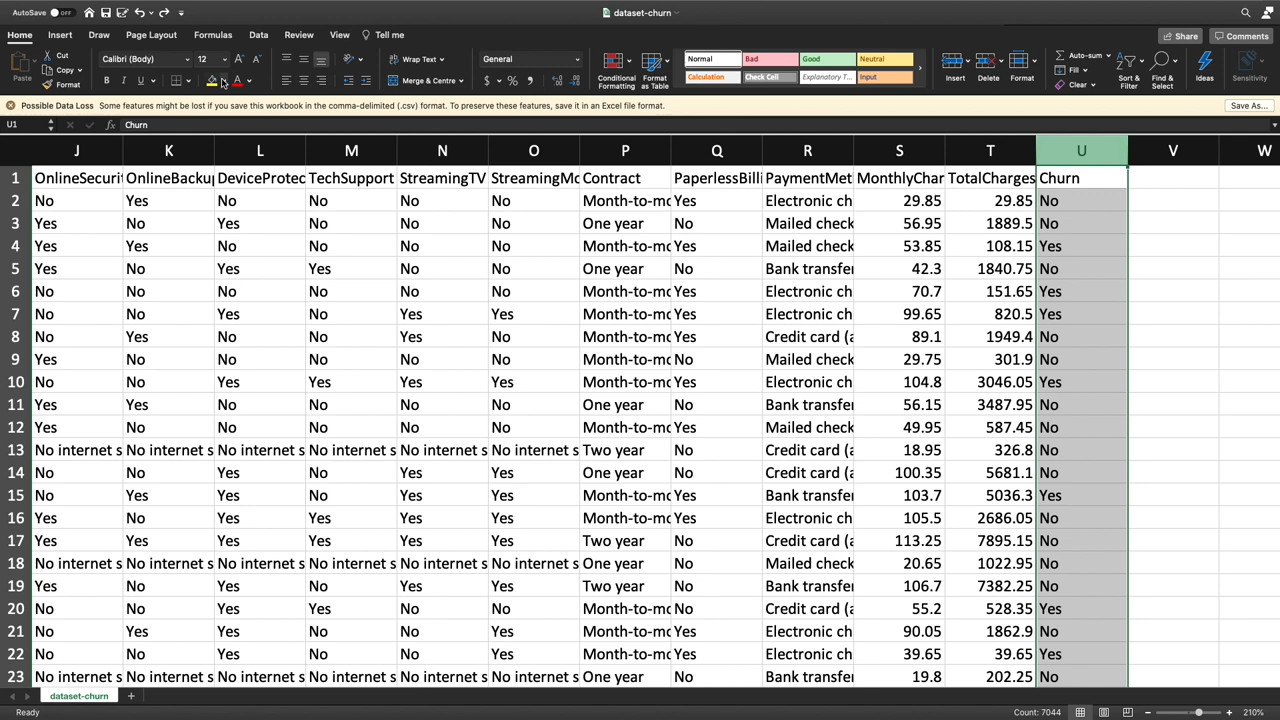 AutoSave OFF dataset-churn
Home Insert Draw Page Layout Formulas Data Review View Tell me Share Comments
Paste Cut Copy Format Calibri (Body) 12 Wrap Text General Normal Bad Good Neutral Auto-sum
B I U A Merge & Centre $ % Conditional Formatting Format as Table Calculation Check Cell Explanatory T... Input Insert Delete Format Fill Clear Sort & Filter Find & Select Ideas Sensitivity
Possible Data Loss Some features might be lost if you save this workbook in the comma-delimited (.csv) format. To preserve these features, save it in an Excel file format. Save As...
U1 fx Churn
J K L M N O P Q R S T U V W
1 OnlineSecurit OnlineBackup DeviceProtec TechSupport StreamingTV StreamingMo Contract PaperlessBilli PaymentMet MonthlyChar TotalCharges Churn
2 No Yes No No No No Month-to-mo Yes Electronic ch 29.85 29.85 No
3 Yes No Yes No No No One year No Mailed check 56.95 1889.5 No
4 Yes Yes No No No No Month-to-mo Yes Mailed check 53.85 108.15 Yes
5 Yes No Yes Yes No No One year No Bank transfer 42.3 1840.75 No
6 No No No No No No Month-to-mo Yes Electronic ch 70.7 151.65 Yes
7 No No Yes No Yes Yes Month-to-mo Yes Electronic ch 99.65 820.5 Yes
8 No Yes No No Yes No Month-to-mo Yes Credit card (a 89.1 1949.4 No
9 Yes No No No No No Month-to-mo No Mailed check 29.75 301.9 No
10 No No Yes Yes Yes Yes Month-to-mo Yes Electronic ch 104.8 3046.05 Yes
11 Yes Yes No No No No One year No Bank transfer 56.15 3487.95 No
12 Yes No No No No No Month-to-mo Yes Mailed check 49.95 587.45 No
13 No internet s No internet s No internet s No internet s No internet s No internet s Two year No Credit card (a 18.95 326.8 No
14 No No Yes No Yes Yes One year No Credit card (a 100.35 5681.1 No
15 No Yes Yes No Yes Yes Month-to-mo Yes Bank transfer 103.7 5036.3 Yes
16 Yes No Yes Yes Yes Yes Month-to-mo Yes Electronic ch 105.5 2686.05 No
17 Yes Yes Yes Yes Yes Yes Two year No Credit card (a 113.25 7895.15 No
18 No internet s No internet s No internet s No internet s No internet s No internet s One year No Mailed check 20.65 1022.95 No
19 Yes No Yes No Yes Yes Two year No Bank transfer 106.7 7382.25 No
20 No No Yes Yes No No Month-to-mo No Credit card (a 55.2 528.35 Yes
21 No Yes Yes No No Yes Month-to-mo Yes Electronic ch 90.05 1862.9 No
22 No No Yes No No Yes Month-to-mo Yes Electronic ch 39.65 39.65 Yes
23 No internet s No internet s No internet s No internet s No internet s No internet s One year No Bank transfer 19.8 202.25 No
dataset-churn
Ready Count: 7044 210%